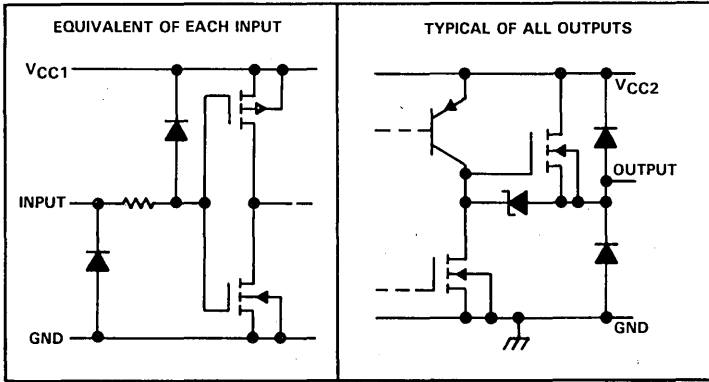 EQUIVALENT OF EACH INPUT
VCC1
INPUT
GND
TYPICAL OF ALL OUTPUTS
VCC2
OUTPUT
GND